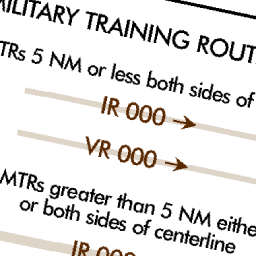 MILITARY TRAINING ROUT
MTRs 5 NM or less both sides of
IR 000
VR 000
MTRs greater than 5 NM eithe
or both sides of centerline
IR 000